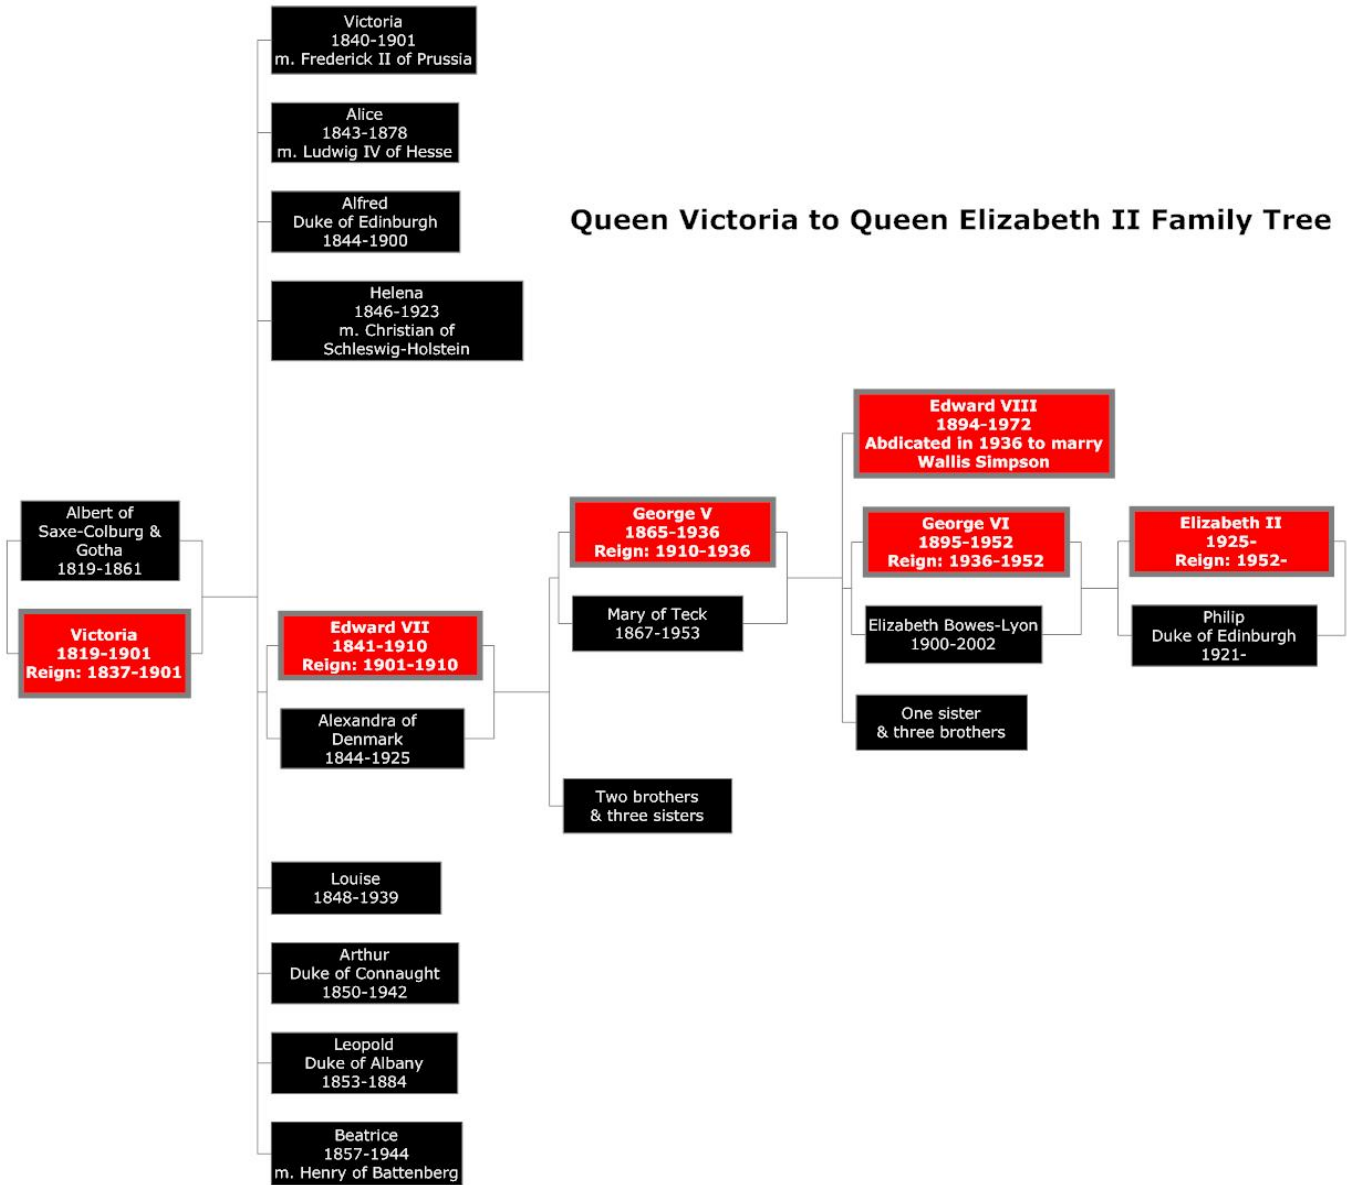 Victoria
1840-1901
m. Frederick II of Prussia
Alice
1843-1878
m. Ludwig IV of Hesse
Alfred
Duke of Edinburgh
1844-1900
Queen Victoria to Queen Elizabeth II Family Tree
Helena
1846-1923
m. Christian of
Schleswig-Holstein
Albert of
Saxe-Colburg &
Gotha
1819-1861
Victoria
1819-1901
Reign: 1837-1901
Edward VII
1841-1910
Reign: 1901-1910
Alexandra of
Denmark
1844-1925
George V
1865-1936
Reign: 1910-1936
Mary of Teck
1867-1953
Two brothers
& three sisters
Edward VIII
1894-1972
Abdicated in 1936 to marry
Wallis Simpson
George VI
1895-1952
Reign: 1936-1952
Elizabeth Bowes-Lyon
1900-2002
One sister
& three brothers
Elizabeth II
1925-
Reign: 1952-
Philip
Duke of Edinburgh
1921-
Louise
1848-1939
Arthur
Duke of Connaught
1850-1942
Leopold
Duke of Albany
1853-1884
Beatrice
1857-1944
m. Henry of Battenberg